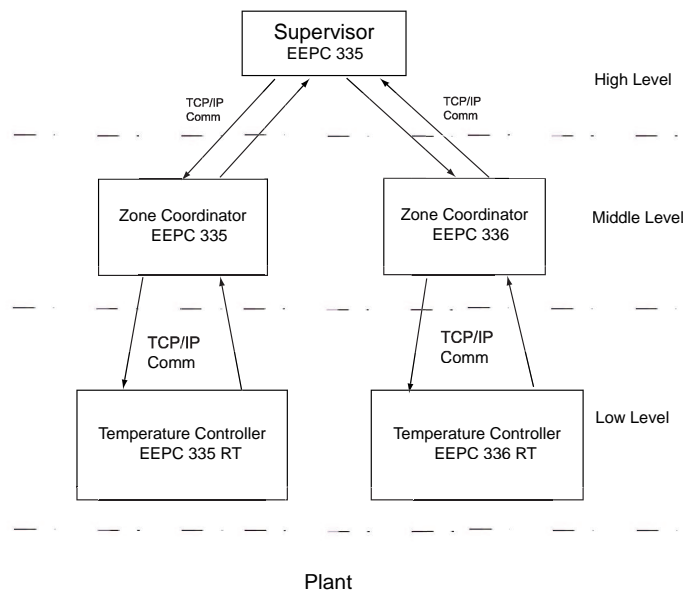 Supervisor
EEPC 335
High Level
TCP/IP
Comm
TCP/IP
Comm
Zone Coordinator
EEPC 335
Zone Coordinator
EEPC 336
Middle Level
TCP/IP
Comm
TCP/IP
Comm
Temperature Controller
EEPC 335 RT
Temperature Controller
EEPC 336 RT
Low Level
Plant